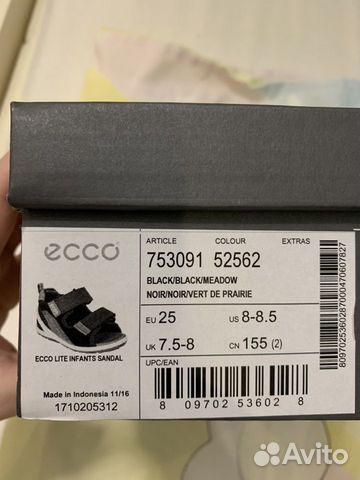 ecco
ARTICLE COLOUR EXTRAS
753091 52562
BLACK/BLACK/MEADOW
NOIR/NOIR/VERT DE PRAIRIE
EU 25 US 8-8.5
UK 7.5-8 CN 155 (2)
UPC/EAN
8 09702 53602 8
ECCO LITE INFANTS SANDAL
Made in Indonesia 11/16
1710205312
809702536028700047060782​7
Avito